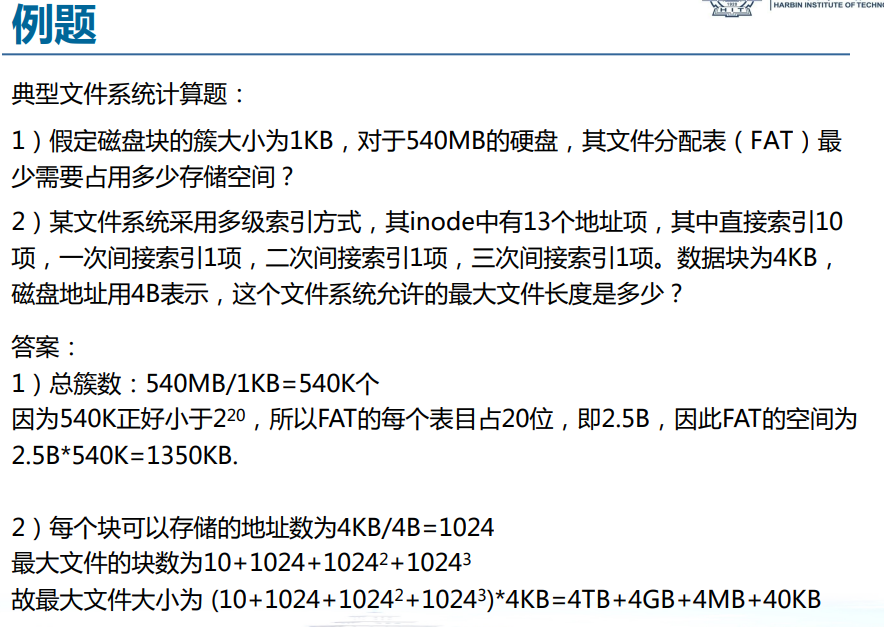 例题
HIT
HARBIN INSTITUTE OF TECHNO
典型文件系统计算题：
1）假定磁盘块的簇大小为1KB，对于540MB的硬盘，其文件分配表（FAT）最
少需要占用多少存储空间？
2）某文件系统采用多级索引方式，其inode中有13个地址项，其中直接索引10
项，一次间接索引1项，二次间接索引1项，三次间接索引1项。数据块为4KB，
磁盘地址用4B表示，这个文件系统允许的最大文件长度是多少？
答案：
1）总簇数：540MB/1KB=540K个
因为540K正好小于2²⁰，所以FAT的每个表目占20位，即2.5B，因此FAT的空间为
2.5B*540K=1350KB.
2）每个块可以存储的地址数为4KB/4B=1024
最大文件的块数为10+1024+1024²+1024³
故最大文件大小为 (10+1024+1024²+1024³)*4KB=4TB+4GB+4MB+40KB